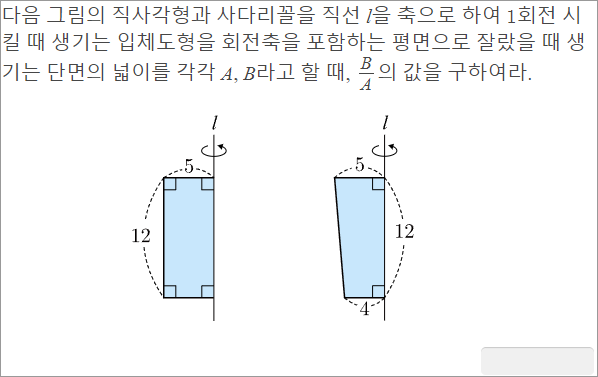 다음 그림의 직사각형과 사다리꼴을 직선 l을 축으로 하여 1회전 시
킬 때 생기는 입체도형을 회전축을 포함하는 평면으로 잘랐을 때 생
기는 단면의 넓이를 각각 A, B라고 할 때, B/A의 값을 구하여라.
l
l
5
5
12
12
4